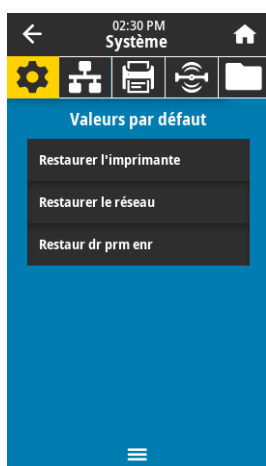 02:30 PM
Système
Valeurs par défaut
Restaurer l'imprimante
Restaurer le réseau
Restaur dr prm enr